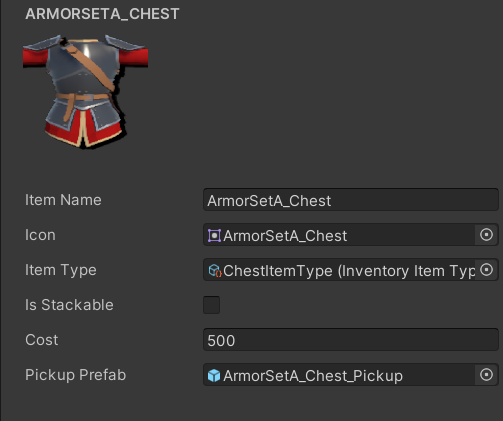 ARMORSETA_CHEST
Item Name
ArmorSetA_Chest
Icon
ArmorSetA_Chest
Item Type
ChestItemType (Inventory Item Typ
Is Stackable
Cost
500
Pickup Prefab
ArmorSetA_Chest_Pickup